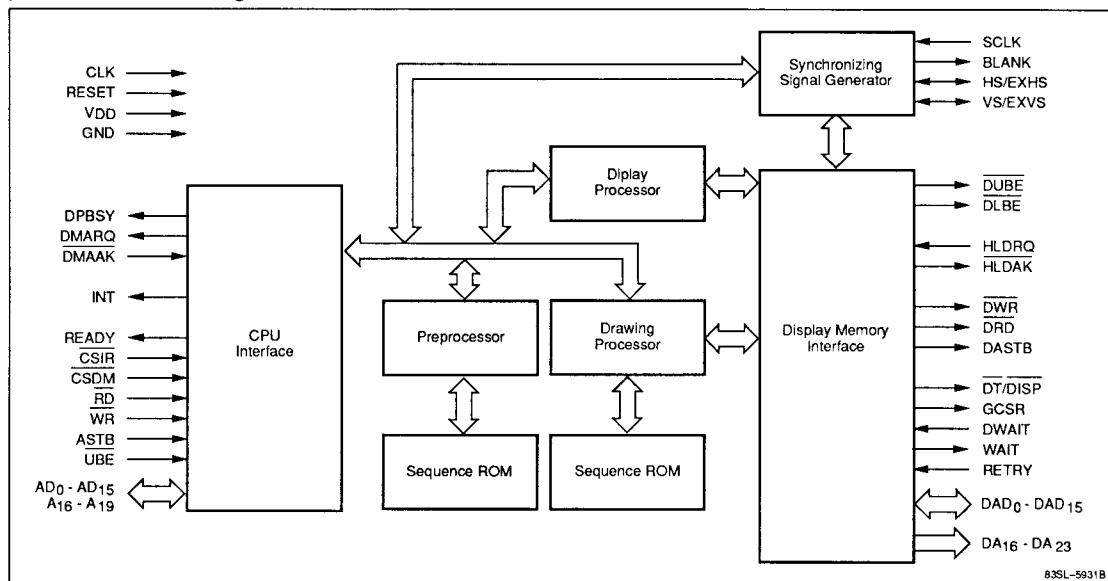 CLK
RESET
VDD
GND
DPBSY
DMARQ
DMAAK
INT
READY
CSIR
CSDM
RD
WR
ASTB
UBE
AD0 - AD15
A16 - A19
CPU
Interface
Synchronizing
Signal Generator
Diplay
Processor
Preprocessor
Drawing
Processor
Sequence ROM
Sequence ROM
Display Memory
Interface
SCLK
BLANK
HS/EXHS
VS/EXVS
DUBE
DLBE
HLDRQ
HLDAK
DWR
DRD
DASTB
DT/DISP
GCSR
DWAIT
WAIT
RETRY
DAD0 - DAD15
DA16 - DA23
83SL-5931B